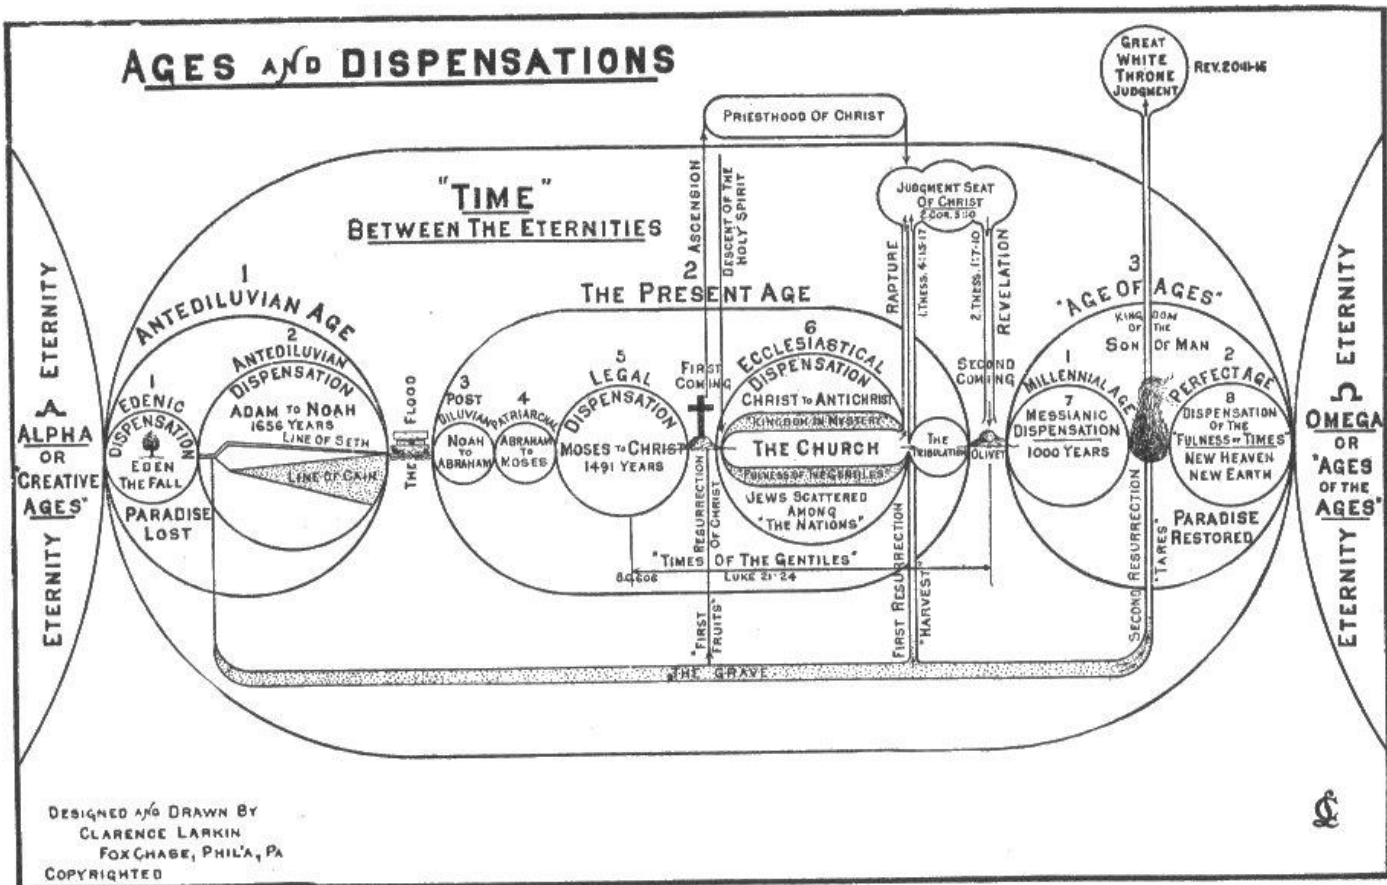 AGES AND DISPENSATIONS
GREAT
WHITE
THRONE
JUDGMENT
REV. 20:11-15
PRIESTHOOD OF CHRIST
"TIME"
BETWEEN THE ETERNITIES
ASCENSION
DESCENT OF THE
HOLY SPIRIT
JUDGMENT SEAT
OF CHRIST
2 COR. 5:10
RAPTURE
1 THESS. 4:15-17
2 THESS. 1:7-10
REVELATION
ETERNITY
ALPHA
OR
"CREATIVE
AGES"
ETERNITY
1
ANTEDILUVIAN AGE
1
EDENIC
DISPENSATION
EDEN
THE FALL
PARADISE
LOST
2
ANTEDILUVIAN
DISPENSATION
ADAM TO NOAH
1656 YEARS
LINE OF SETH
LINE OF CAIN
THE FLOOD
2
THE PRESENT AGE
3
POST
DILUVIAN
NOAH
TO
ABRAHAM
4
PATRIARCHAL
ABRAHAM
TO
MOSES
5
LEGAL
DISPENSATION
MOSES TO CHRIST
1491 YEARS
FIRST
COMING
6
ECCLESIASTICAL
DISPENSATION
CHRIST TO ANTICHRIST
"KINGDOM IN MYSTERY"
THE CHURCH
"FULNESS OF THE GENTILES"
JEWS SCATTERED
AMONG
"THE NATIONS"
THE
TRIBULATION
SECOND
COMING
OLIVET
RESURRECTION
OF CHRIST
"TIMES OF THE GENTILES"
B.C. 606
LUKE 21:24
"FIRST
FRUITS"
FIRST RESURRECTION
"HARVEST"
THE GRAVE
3
"AGE OF AGES"
KINGDOM
OF THE
SON OF MAN
1
MILLENNIAL AGE
7
MESSIANIC
DISPENSATION
1000 YEARS
2
PERFECT AGE
8
DISPENSATION
OF THE
"FULNESS OF TIMES"
NEW HEAVEN
NEW EARTH
PARADISE
RESTORED
SECOND RESURRECTION
"TARES"
ETERNITY
Ω
OMEGA
OR
"AGES
OF THE
AGES"
ETERNITY
DESIGNED AND DRAWN BY
CLARENCE LARKIN
FOX CHASE, PHIL'A, PA
COPYRIGHTED
CL